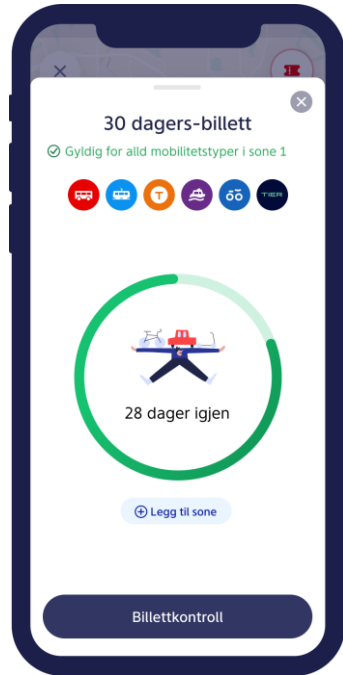 30 dagers-billett
Gyldig for alld mobilitetstyper i sone 1
T
TIER
28 dager igjen
Legg til sone
Billettkontroll